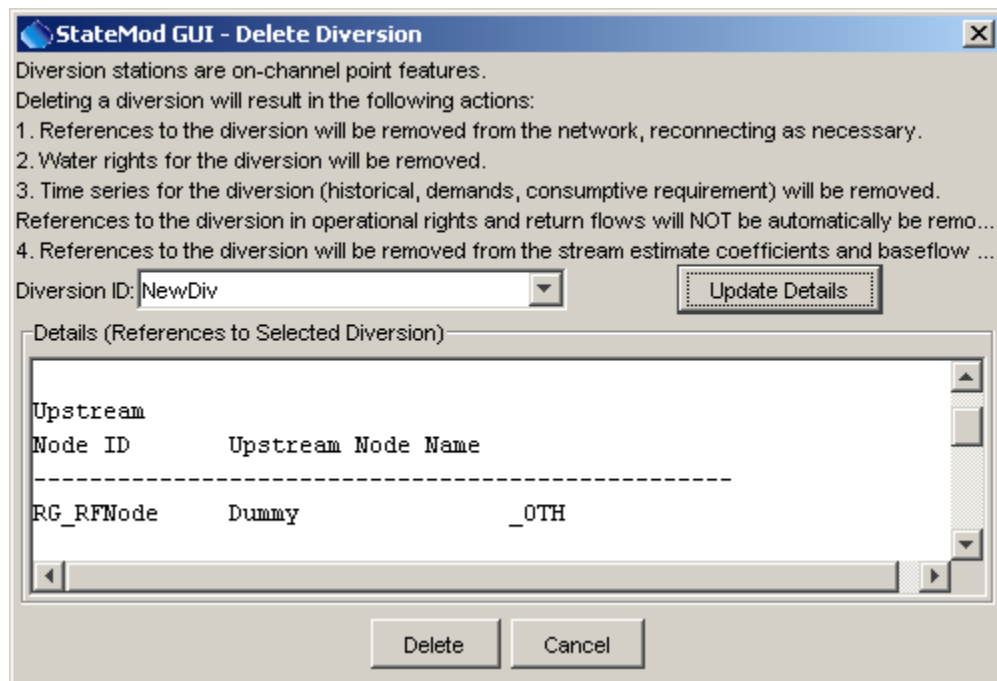 StateMod GUI - Delete Diversion
Diversion stations are on-channel point features.
Deleting a diversion will result in the following actions:
1. References to the diversion will be removed from the network, reconnecting as necessary.
2. Water rights for the diversion will be removed.
3. Time series for the diversion (historical, demands, consumptive requirement) will be removed.
References to the diversion in operational rights and return flows will NOT be automatically be remo...
4. References to the diversion will be removed from the stream estimate coefficients and baseflow ...
Diversion ID: NewDiv Update Details
Details (References to Selected Diversion)
Upstream
Node ID Upstream Node Name
--------------------------------------------------
RG_RFNode Dummy _OTH
Delete Cancel